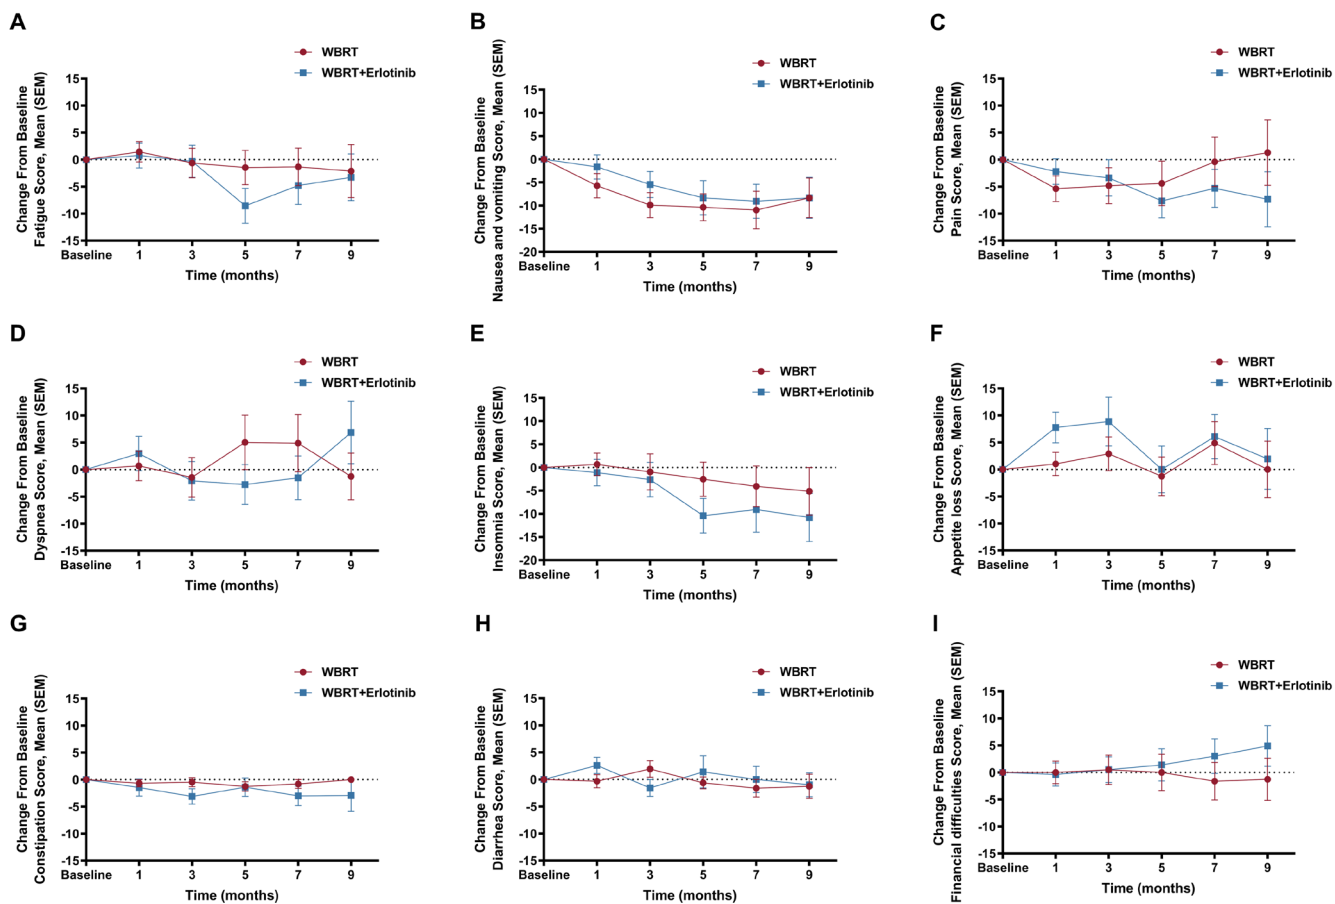 A
WBRT
WBRT+Erlotinib
Change From Baseline
Fatigue Score, Mean (SEM)
15
10
5
0
-5
-10
-15
Baseline 1 3 5 7 9
Time (months)
B
WBRT
WBRT+Erlotinib
Change From Baseline
Nausea and vomiting Score, Mean (SEM)
15
10
5
0
-5
-10
-15
-20
Baseline 1 3 5 7 9
Time (months)
C
WBRT
WBRT+Erlotinib
Change From Baseline
Pain Score, Mean (SEM)
15
10
5
0
-5
-10
-15
Baseline 1 3 5 7 9
Time (months)
D
WBRT
WBRT+Erlotinib
Change From Baseline
Dyspnea Score, Mean (SEM)
15
10
5
0
-5
-10
-15
Baseline 1 3 5 7 9
Time (months)
E
WBRT
WBRT+Erlotinib
Change From Baseline
Insomnia Score, Mean (SEM)
15
10
5
0
-5
-10
-15
-20
Baseline 1 3 5 7 9
Time (months)
F
WBRT
WBRT+Erlotinib
Change From Baseline
Appetite loss Score, Mean (SEM)
15
10
5
0
-5
-10
-15
Baseline 1 3 5 7 9
Time (months)
G
WBRT
WBRT+Erlotinib
Change From Baseline
Constipation Score, Mean (SEM)
15
10
5
0
-5
-10
-15
Baseline 1 3 5 7 9
Time (months)
H
WBRT
WBRT+Erlotinib
Change From Baseline
Diarrhea Score, Mean (SEM)
15
10
5
0
-5
-10
-15
Baseline 1 3 5 7 9
Time (months)
I
WBRT
WBRT+Erlotinib
Change From Baseline
Financial difficulties Score, Mean (SEM)
15
10
5
0
-5
-10
-15
Baseline 1 3 5 7 9
Time (months)